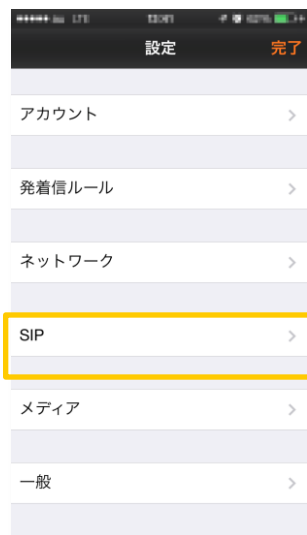 設定
完了
アカウント
発着信ルール
ネットワーク
SIP
メディア
一般